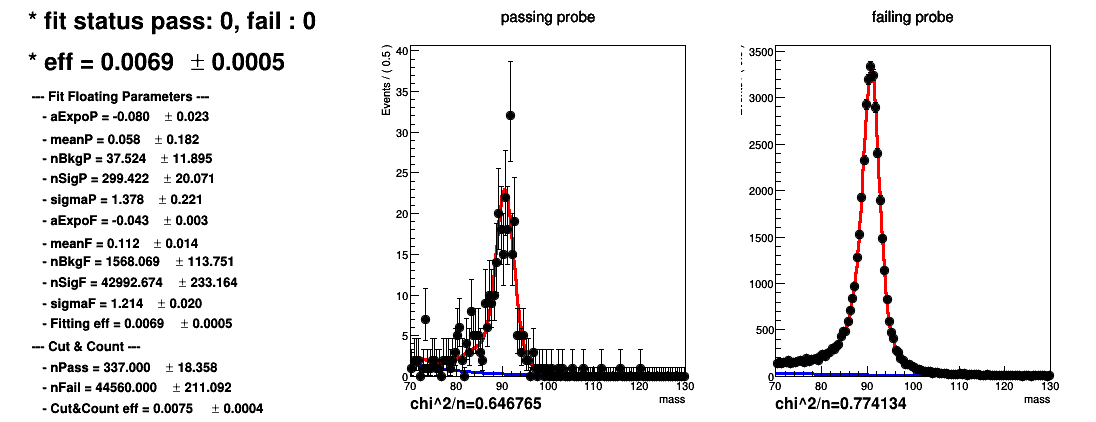 * fit status pass: 0, fail : 0
* eff = 0.0069 ± 0.0005
--- Fit Floating Parameters ---
- aExpoP = -0.080 ± 0.023
- meanP = 0.058 ± 0.182
- nBkgP = 37.524 ± 11.895
- nSigP = 299.422 ± 20.071
- sigmaP = 1.378 ± 0.221
- aExpoF = -0.043 ± 0.003
- meanF = 0.112 ± 0.014
- nBkgF = 1568.069 ± 113.751
- nSigF = 42992.674 ± 233.164
- sigmaF = 1.214 ± 0.020
- Fitting eff = 0.0069 ± 0.0005
--- Cut & Count ---
- nPass = 337.000 ± 18.358
- nFail = 44560.000 ± 211.092
- Cut&Count eff = 0.0075 ± 0.0004
passing probe
Events / ( 0.5 )
40
35
30
25
20
15
10
5
0
70 80 90 100 110 120 130
mass
chi^2/n=0.646765
failing probe
3500
3000
2500
2000
1500
1000
500
0
70 80 90 100 110 120 130
mass
chi^2/n=0.774134